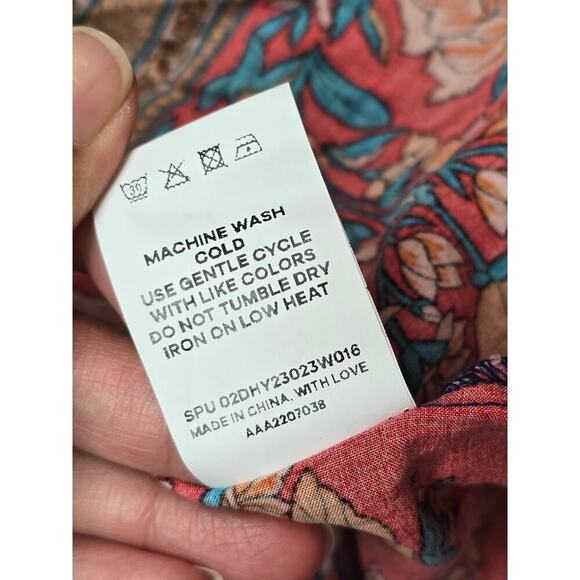 30
MACHINE WASH
COLD
USE GENTLE CYCLE
WITH LIKE COLORS
DO NOT TUMBLE DRY
IRON ON LOW HEAT
SPU 02DHY23023W016
MADE IN CHINA. WITH LOVE
AAA2207038